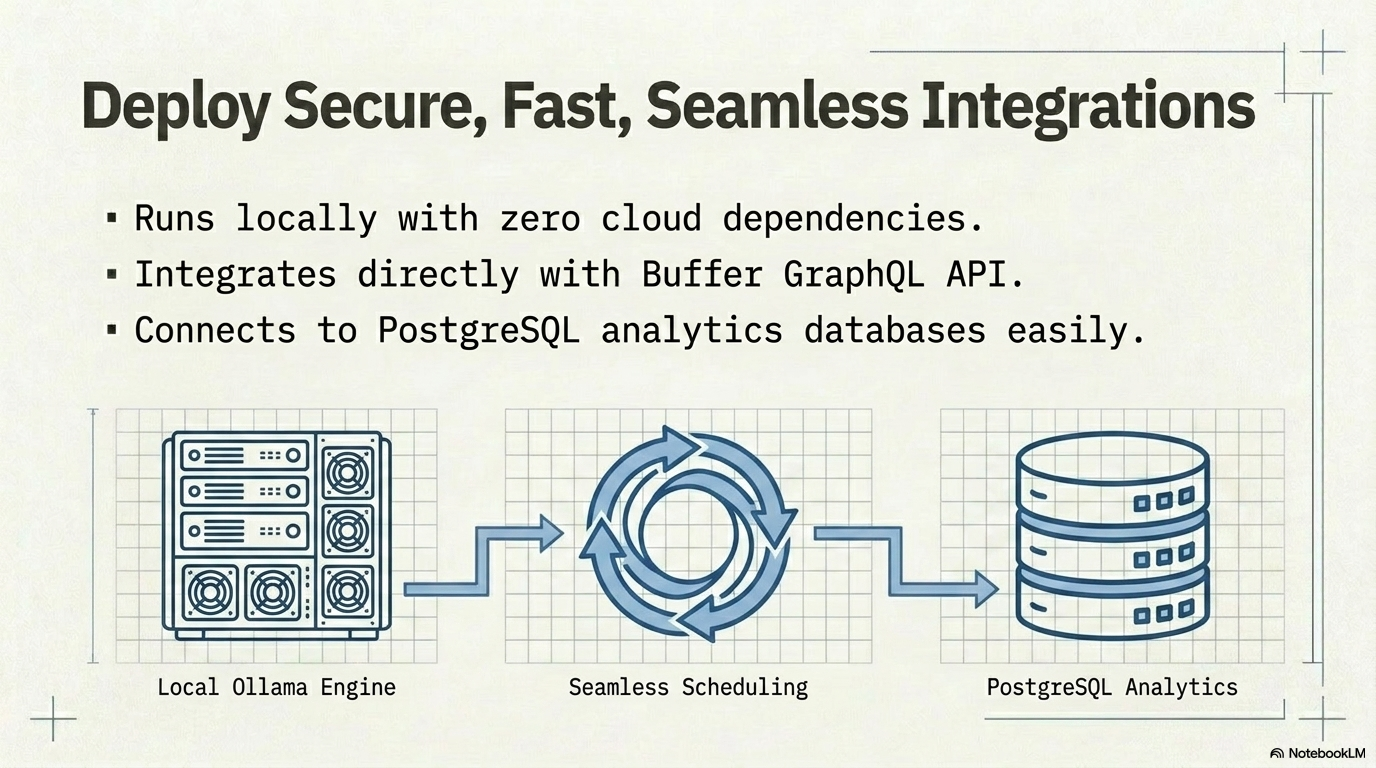 Deploy Secure, Fast, Seamless Integrations
▪ Runs locally with zero cloud dependencies.
▪ Integrates directly with Buffer GraphQL API.
▪ Connects to PostgreSQL analytics databases easily.
Local Ollama Engine
Seamless Scheduling
PostgreSQL Analytics
NotebookLM